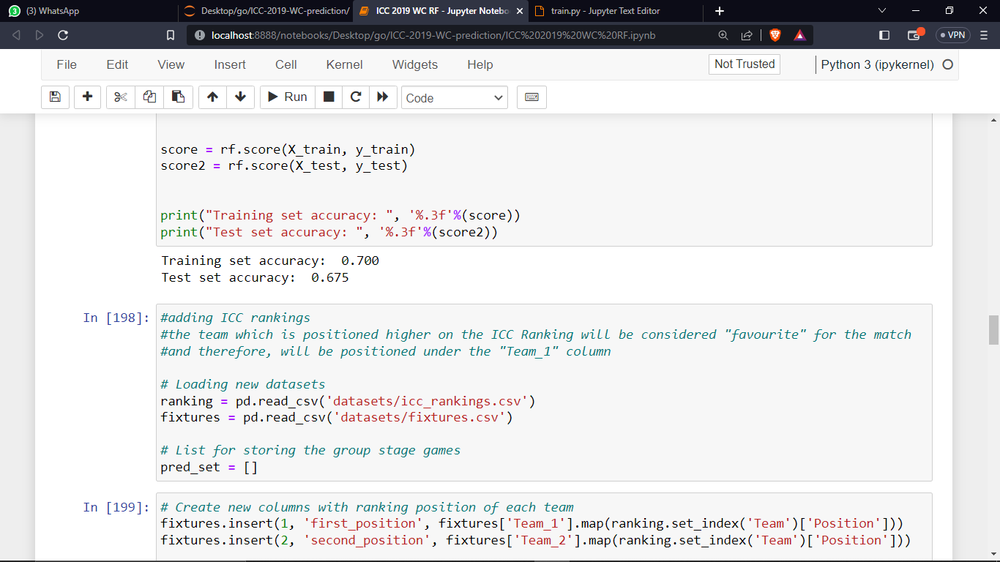 3 (3) WhatsApp
Desktop/go/ICC-2019-WC-prediction/
ICC 2019 WC RF - Jupyter Notebo
train.py - Jupyter Text Editor
localhost:8888/notebooks/Desktop/go/ICC-2019-WC-prediction/ICC%202019%20WC%20RF.ipynb
VPN
File Edit View Insert Cell Kernel Widgets Help
Not Trusted
Python 3 (ipykernel)
Run
Code
score = rf.score(X_train, y_train)
score2 = rf.score(X_test, y_test)
print("Training set accuracy: ", '%.3f'%(score))
print("Test set accuracy: ", '%.3f'%(score2))
Training set accuracy:  0.700
Test set accuracy:  0.675
In [198]:
#adding ICC rankings
#the team which is positioned higher on the ICC Ranking will be considered "favourite" for the match
#and therefore, will be positioned under the "Team_1" column
# Loading new datasets
ranking = pd.read_csv('datasets/icc_rankings.csv')
fixtures = pd.read_csv('datasets/fixtures.csv')
# List for storing the group stage games
pred_set = []
In [199]:
# Create new columns with ranking position of each team
fixtures.insert(1, 'first_position', fixtures['Team_1'].map(ranking.set_index('Team')['Position']))
fixtures.insert(2, 'second_position', fixtures['Team_2'].map(ranking.set_index('Team')['Position']))